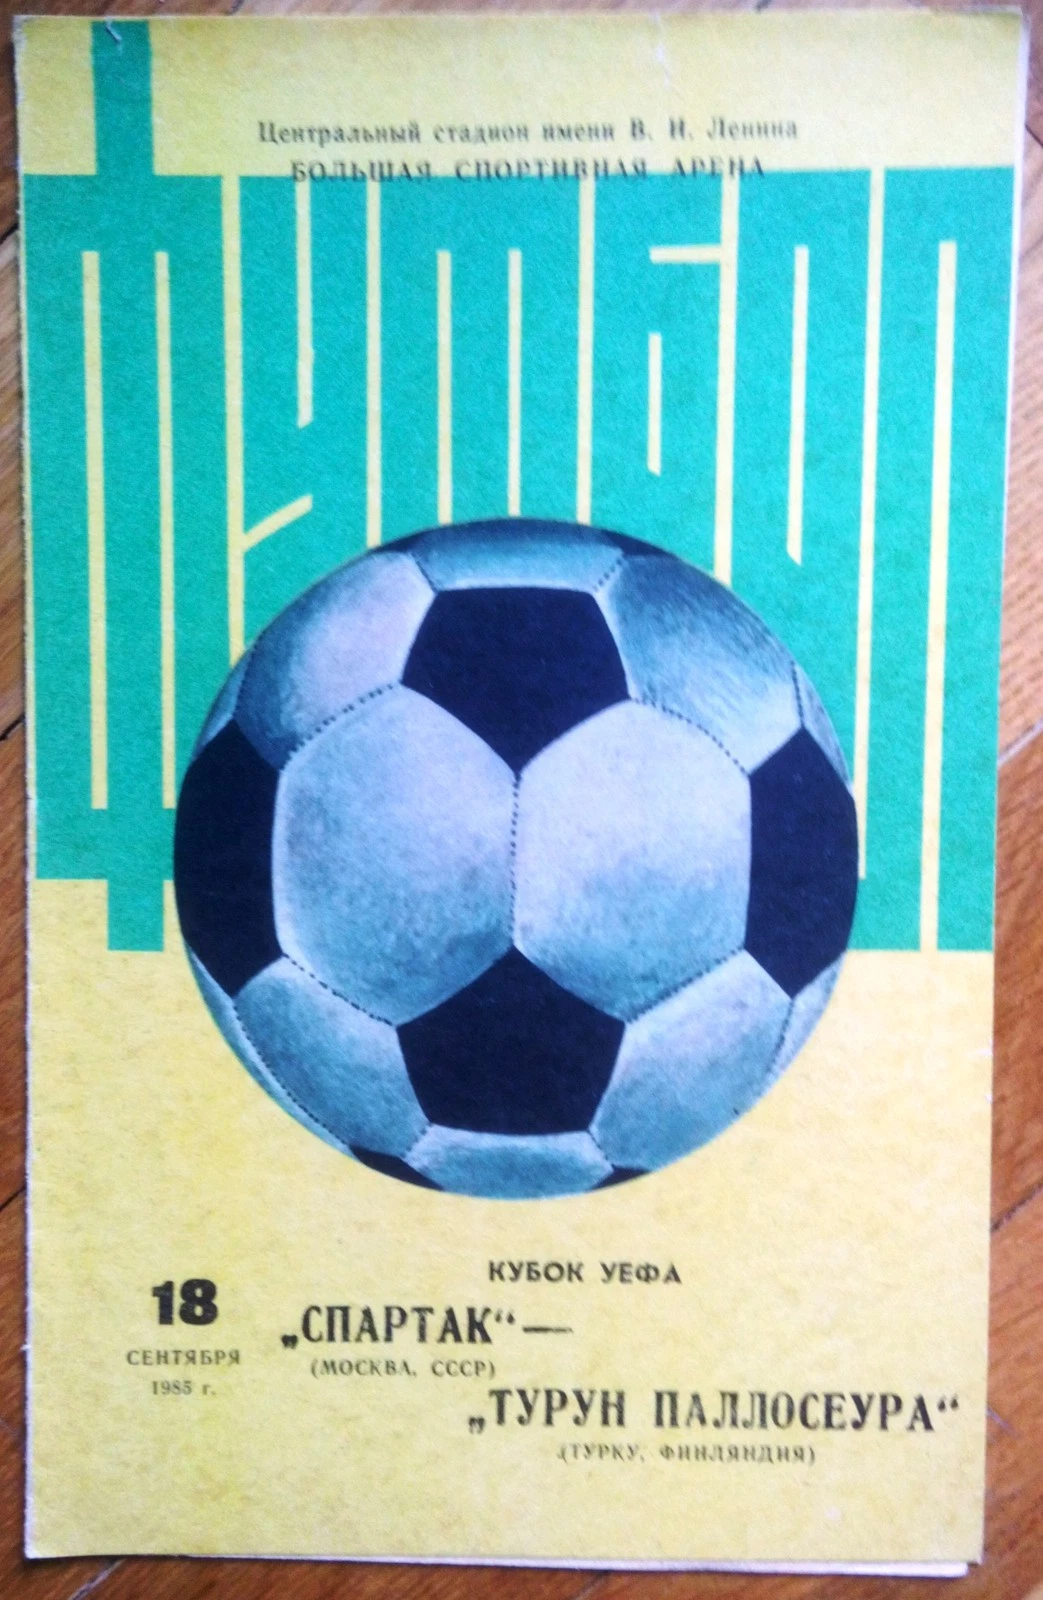 Центральный стадион имени В. И. Ленина
БОЛЬШАЯ СПОРТИВНАЯ АРЕНА
ФУТБОЛ
КУБОК УЕФА
18
СЕНТЯБРЯ
1985 г.
„СПАРТАК“ —
(МОСКВА, СССР)
„ТУРУН ПАЛЛОСЕУРА“
(ТУРКУ, ФИНЛЯНДИЯ)